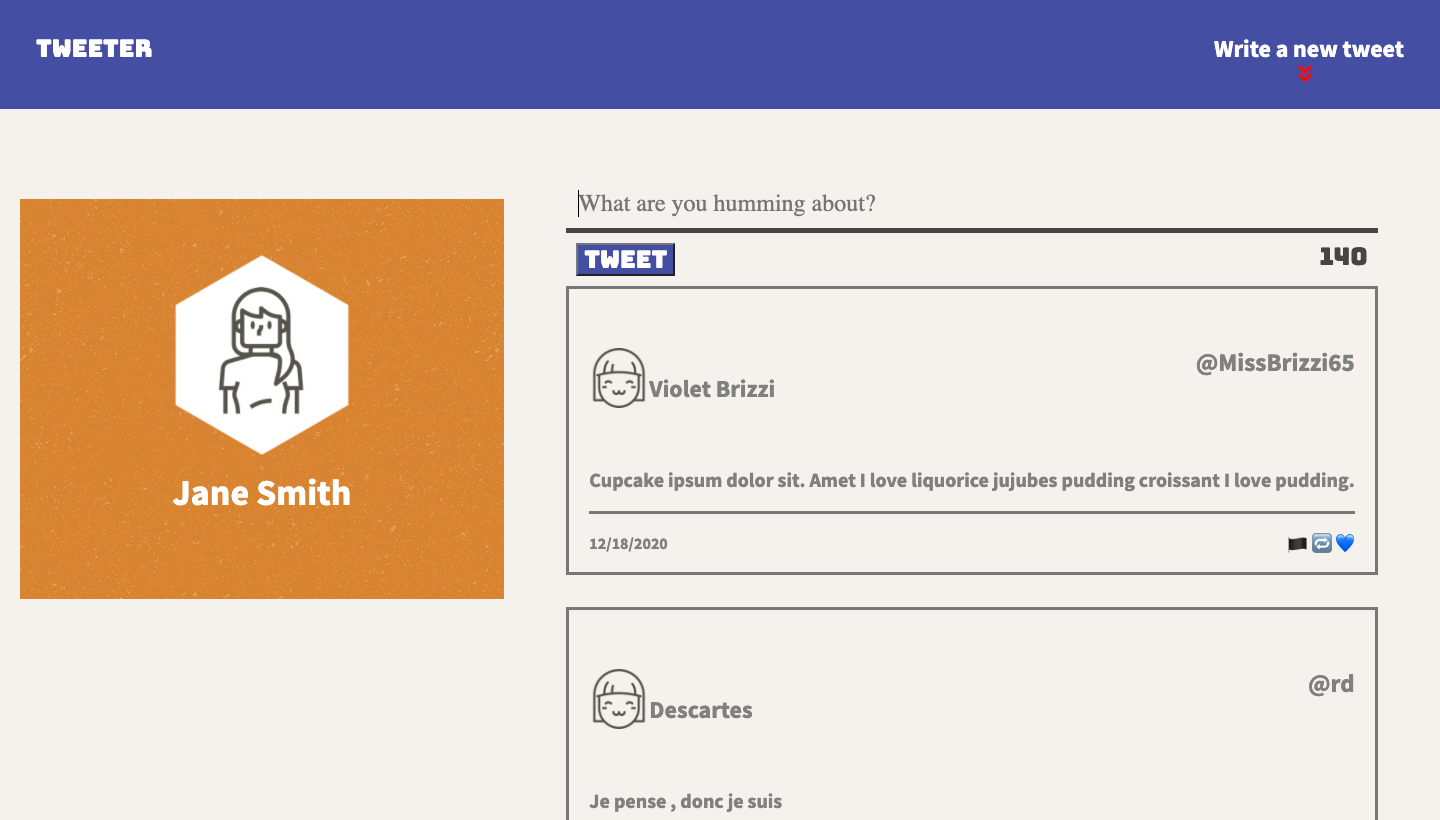 TWEETER
Write a new tweet
Jane Smith
What are you humming about?
TWEET
140
Violet Brizzi
@MissBrizzi65
Cupcake ipsum dolor sit. Amet I love liquorice jujubes pudding croissant I love pudding.
12/18/2020
Descartes
@rd
Je pense , donc je suis